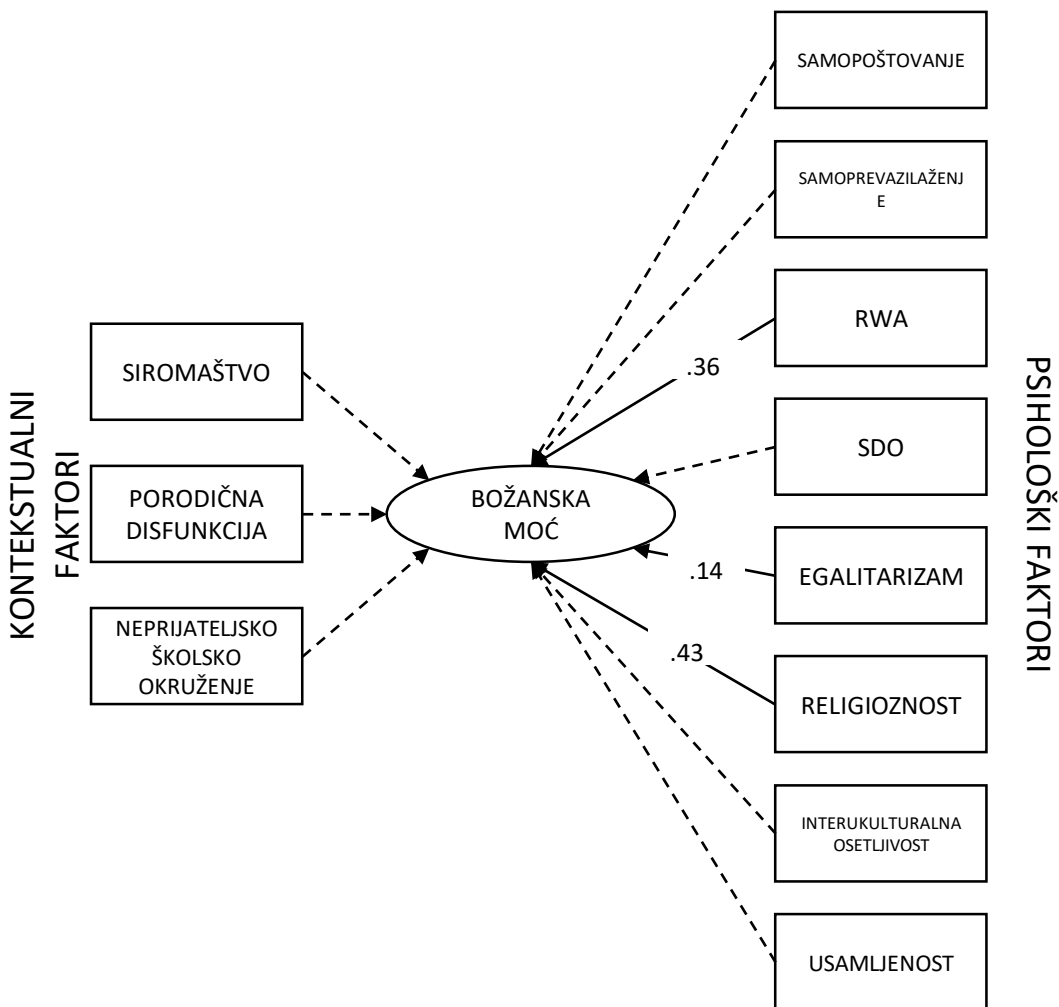 KONTEKSTUALNI
FAKTORI
SIROMAŠTVO
PORODIČNA
DISFUNKCIJA
NEPRIJATELJSKO
ŠKOLSKO
OKRUŽENJE
BOŽANSKA
MOĆ
.36
.14
.43
SAMOPOŠTOVANJE
SAMOPREVAZILAŽENJ
E
RWA
SDO
EGALITARIZAM
RELIGIOZNOST
INTERUKULTURALNA
OSETLJIVOST
USAMLJENOST
PSIHOLOŠKI FAKTORI